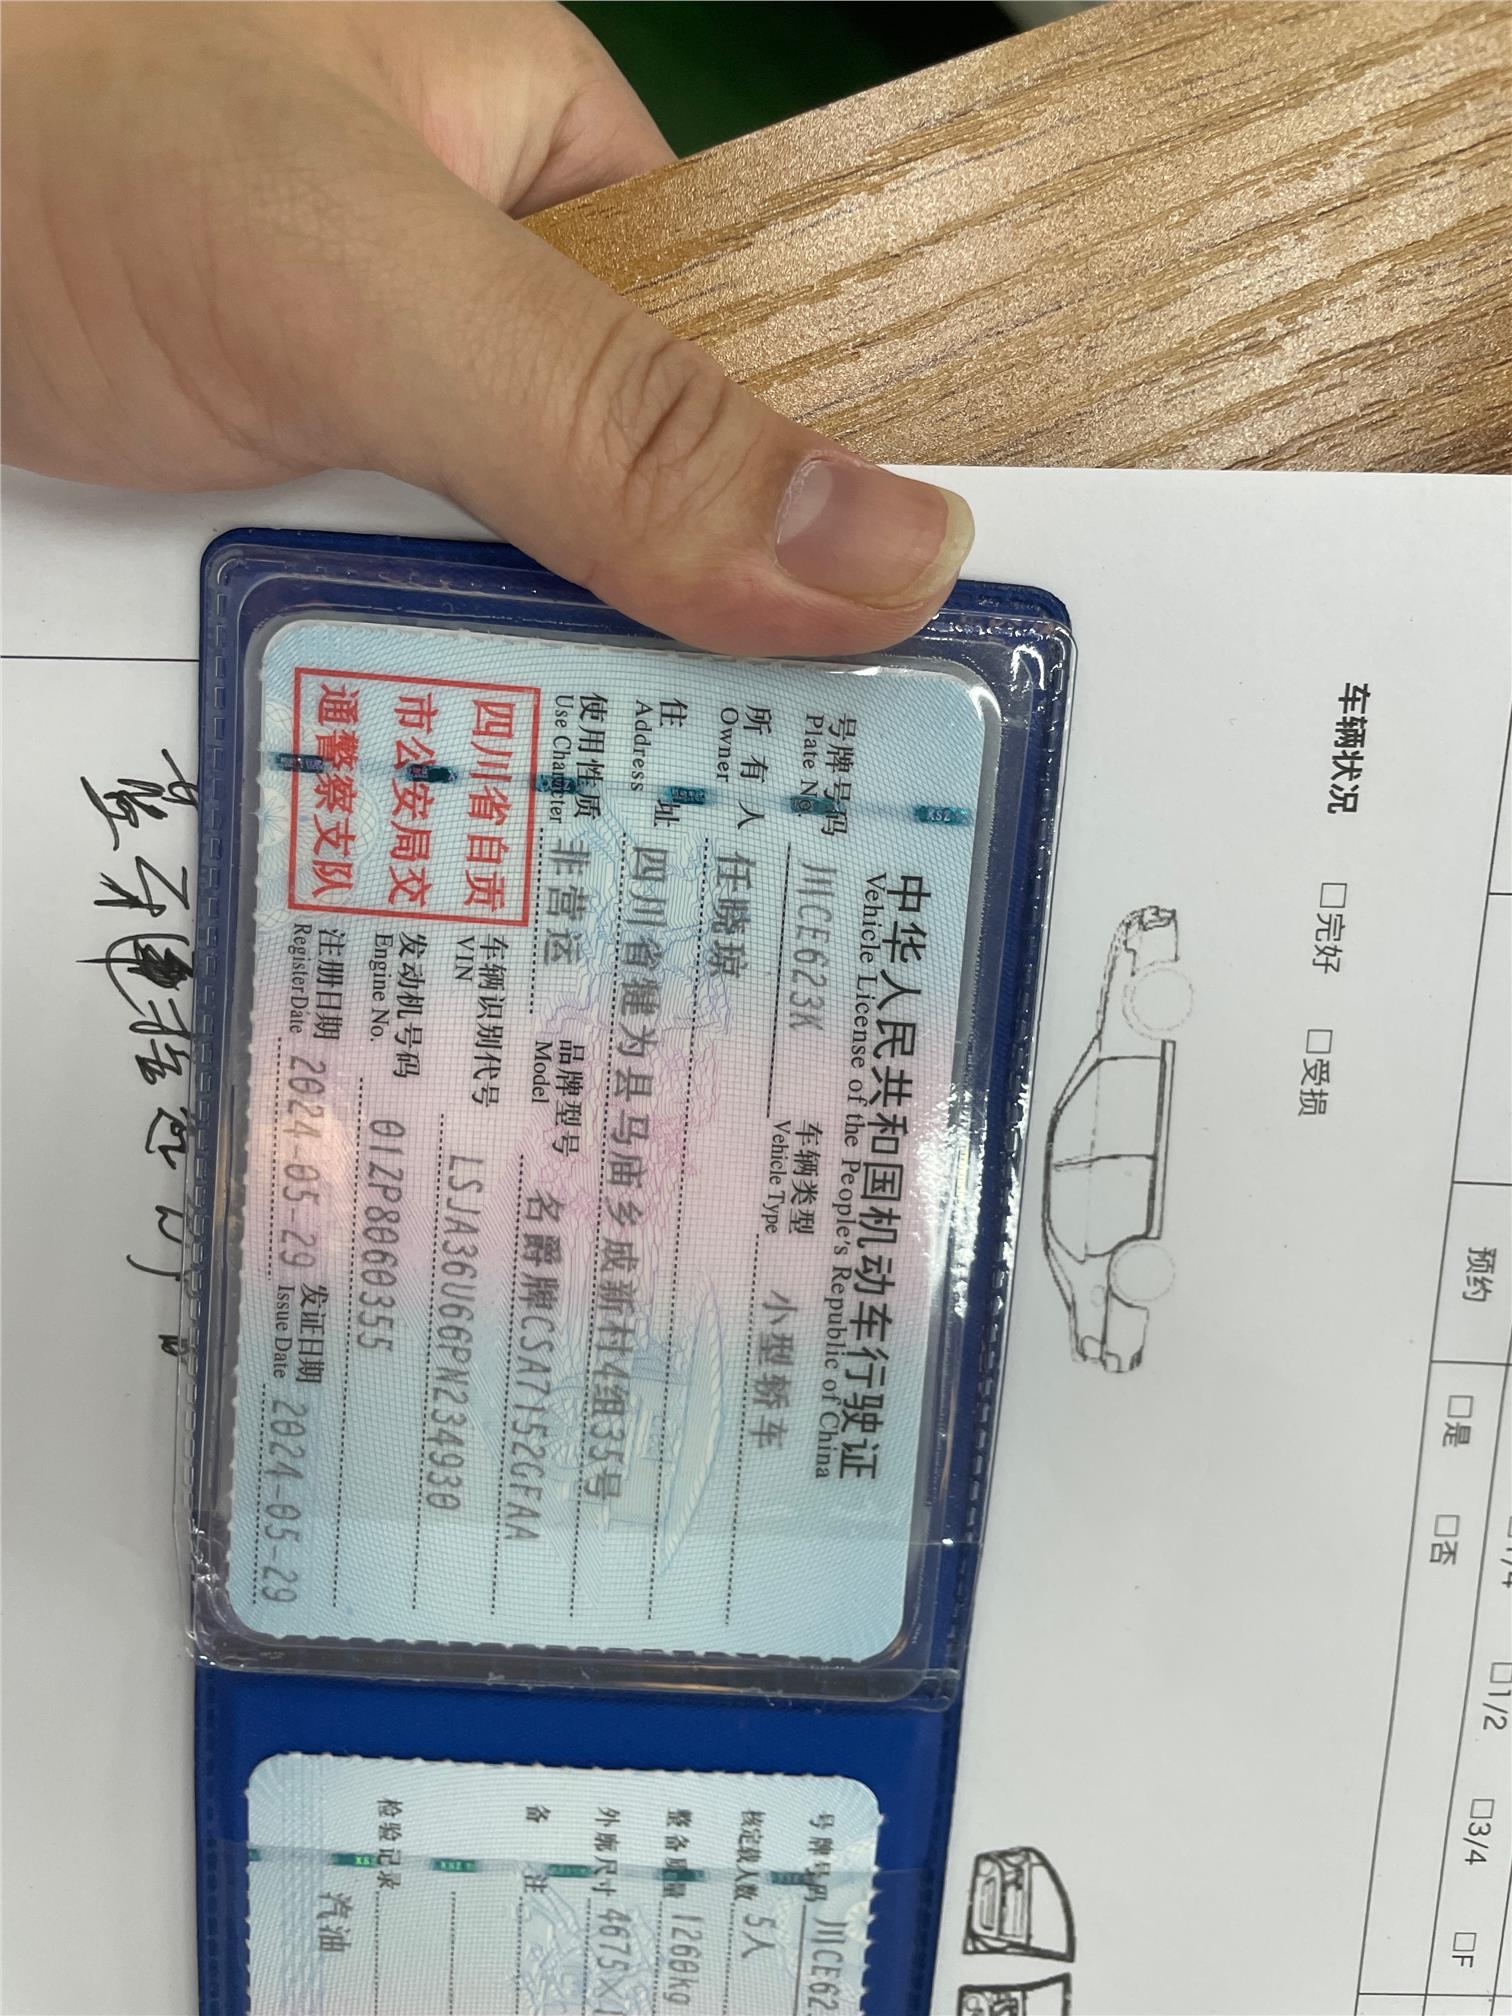 中华人民共和国机动车行驶证
Vehicle License of the People's Republic of China
号牌号码 川CE623K 车辆类型 小型轿车
Plate No. Vehicle Type
所有人 任晓琼
Owner
住址 四川省犍为县马庙乡成新村4组35号
Address
使用性质 非营运 品牌型号 名爵牌CSA7152GFAA
Use Character Model
四川省自贡
市公安局交
通警察支队
车辆识别代号 LSJA36U66PN234930
VIN
发动机号码 01ZP8060355
Engine No.
注册日期 2024-05-29 发证日期 2024-05-29
Register Date Issue Date
号牌号码 川CE62
核定载人数 5人
整备质量 1260kg
外廓尺寸 4675×1
备注
检验记录
汽油
车辆状况 □完好 □受损
预约 □是 □否
□1/4 □1/2 □3/4 □F